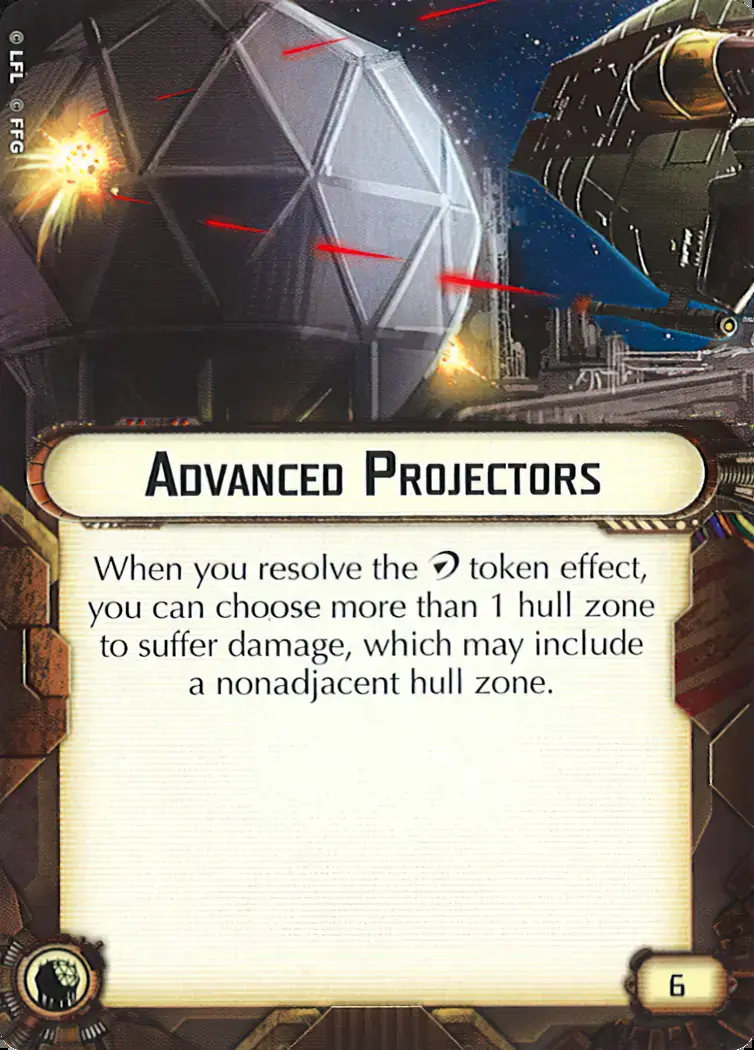 © LFL © FFG
Advanced Projectors
When you resolve the token effect,
you can choose more than 1 hull zone
to suffer damage, which may include
a nonadjacent hull zone.
6